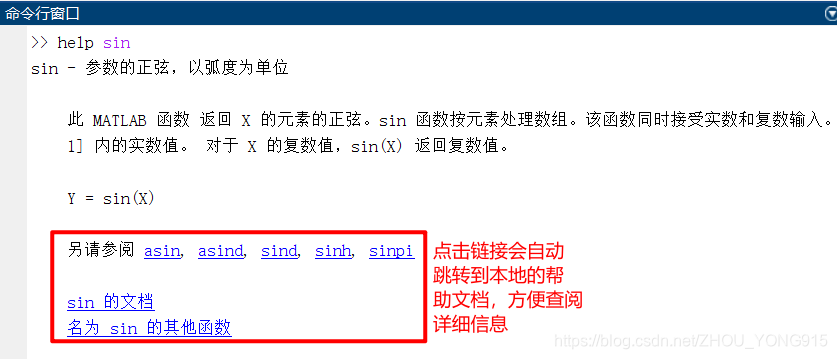 命令行窗口
>> help sin
sin - 参数的正弦，以弧度为单位
此 MATLAB 函数 返回 X 的元素的正弦。sin 函数按元素处理数组。该函数同时接受实数和复数输入。
1] 内的实数值。 对于 X 的复数值，sin(X) 返回复数值。
Y = sin(X)
另请参阅 asin, asind, sind, sinh, sinpi
sin 的文档
名为 sin 的其他函数
点击链接会自动
跳转到本地的帮
助文档，方便查阅
详细信息
https://blog.csdn.net/ZHOU_YONG915